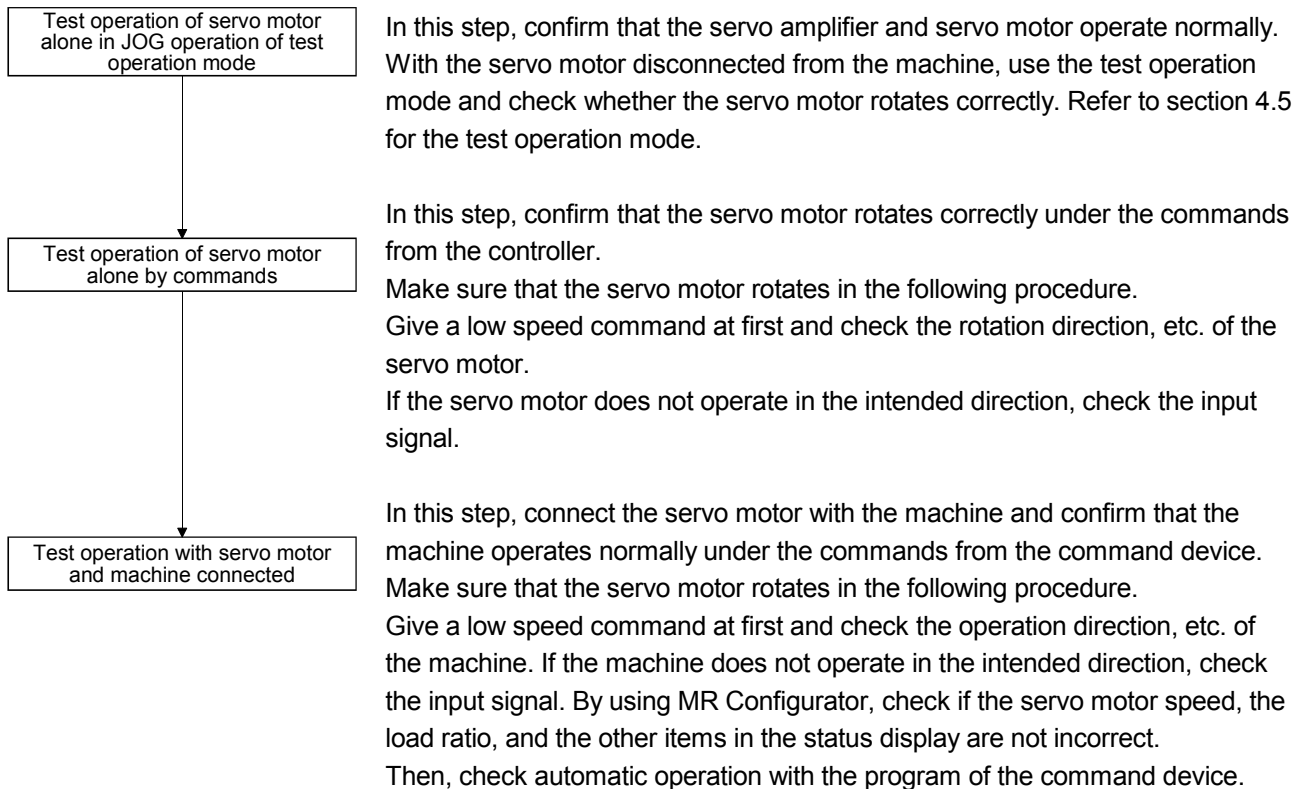 Test operation of servo motor
alone in JOG operation of test
operation mode
In this step, confirm that the servo amplifier and servo motor operate normally.
With the servo motor disconnected from the machine, use the test operation
mode and check whether the servo motor rotates correctly. Refer to section 4.5
for the test operation mode.
Test operation of servo motor
alone by commands
In this step, confirm that the servo motor rotates correctly under the commands
from the controller.
Make sure that the servo motor rotates in the following procedure.
Give a low speed command at first and check the rotation direction, etc. of the
servo motor.
If the servo motor does not operate in the intended direction, check the input
signal.
Test operation with servo motor
and machine connected
In this step, connect the servo motor with the machine and confirm that the
machine operates normally under the commands from the command device.
Make sure that the servo motor rotates in the following procedure.
Give a low speed command at first and check the operation direction, etc. of
the machine. If the machine does not operate in the intended direction, check
the input signal. By using MR Configurator, check if the servo motor speed, the
load ratio, and the other items in the status display are not incorrect.
Then, check automatic operation with the program of the command device.